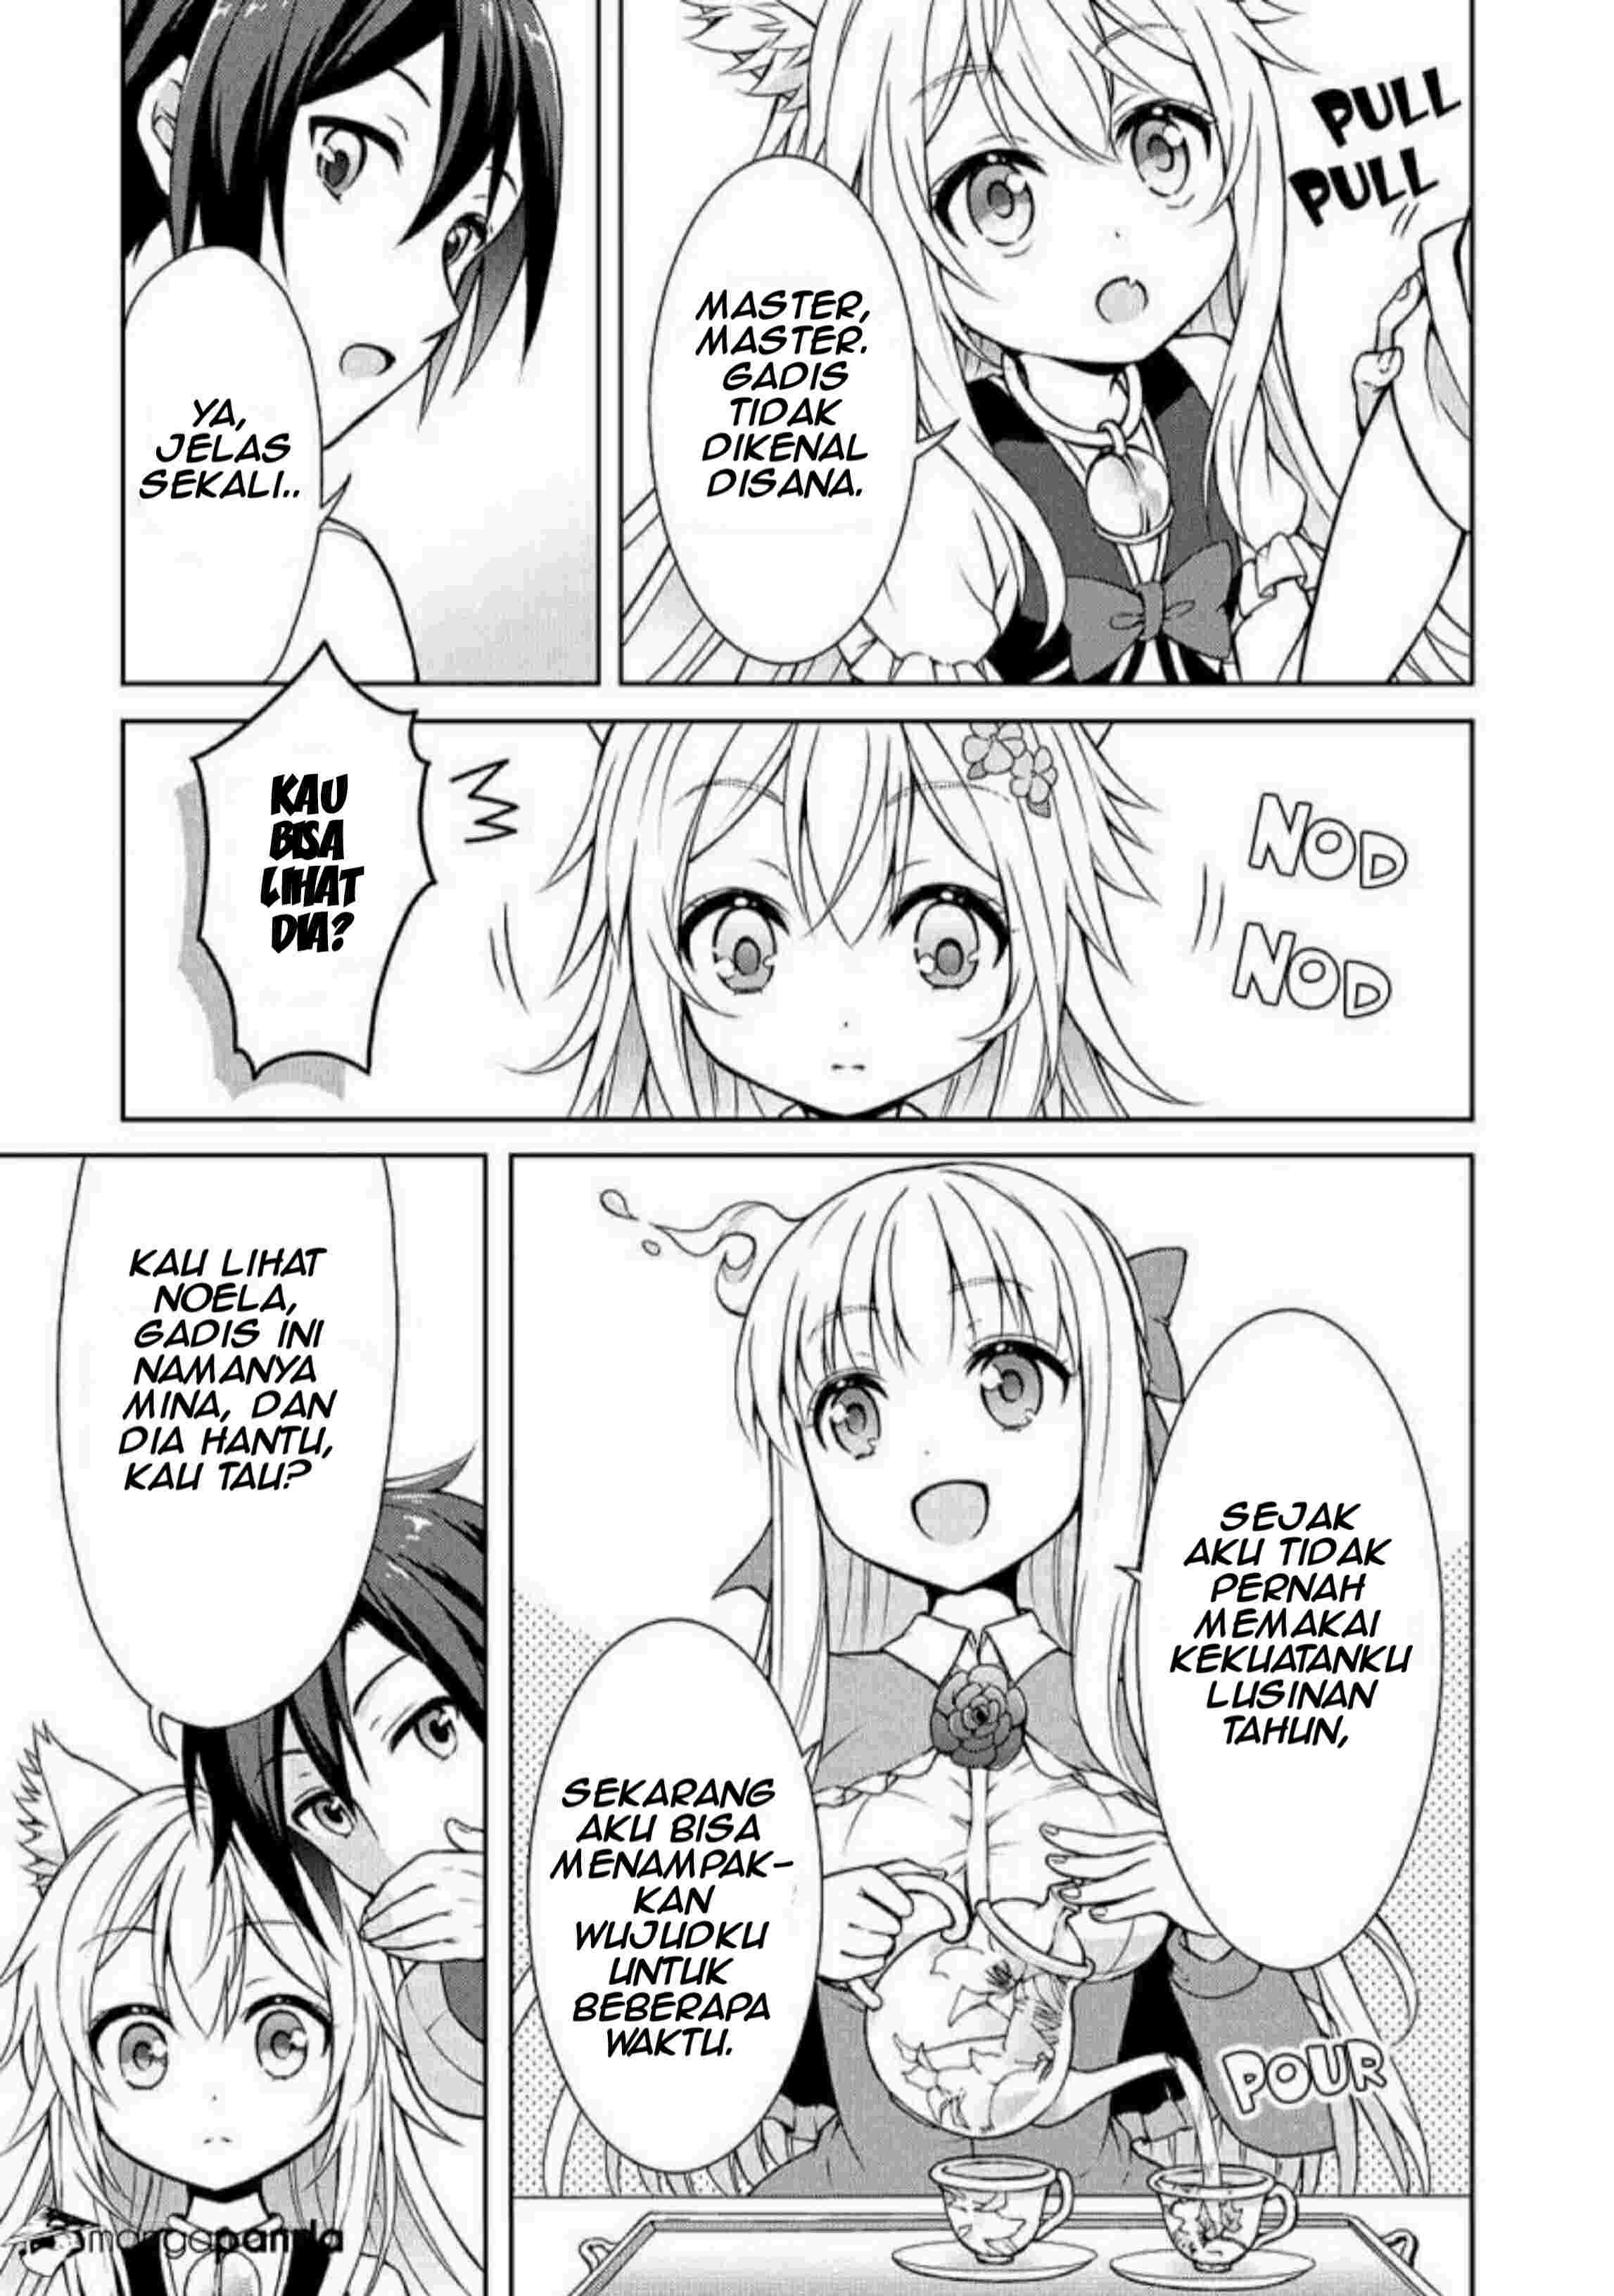 PULL
PULL
MASTER,
MASTER.
GADIS
TIDAK
DIKENAL
DISANA.
YA,
JELAS
SEKALI..
NOD
NOD
KAU
BISA
LIHAT
DIA?
SEJAK
AKU TIDAK
PERNAH
MEMAKAI
KEKUATANKU
LUSINAN
TAHUN,
SEKARANG
AKU BISA
MENAMPAK-
KAN
WUJUDKU
UNTUK
BEBERAPA
WAKTU.
POUR
KAU LIHAT
NOELA,
GADIS INI
NAMANYA
MINA, DAN
DIA HANTU,
KAU TAU?
mangapanda